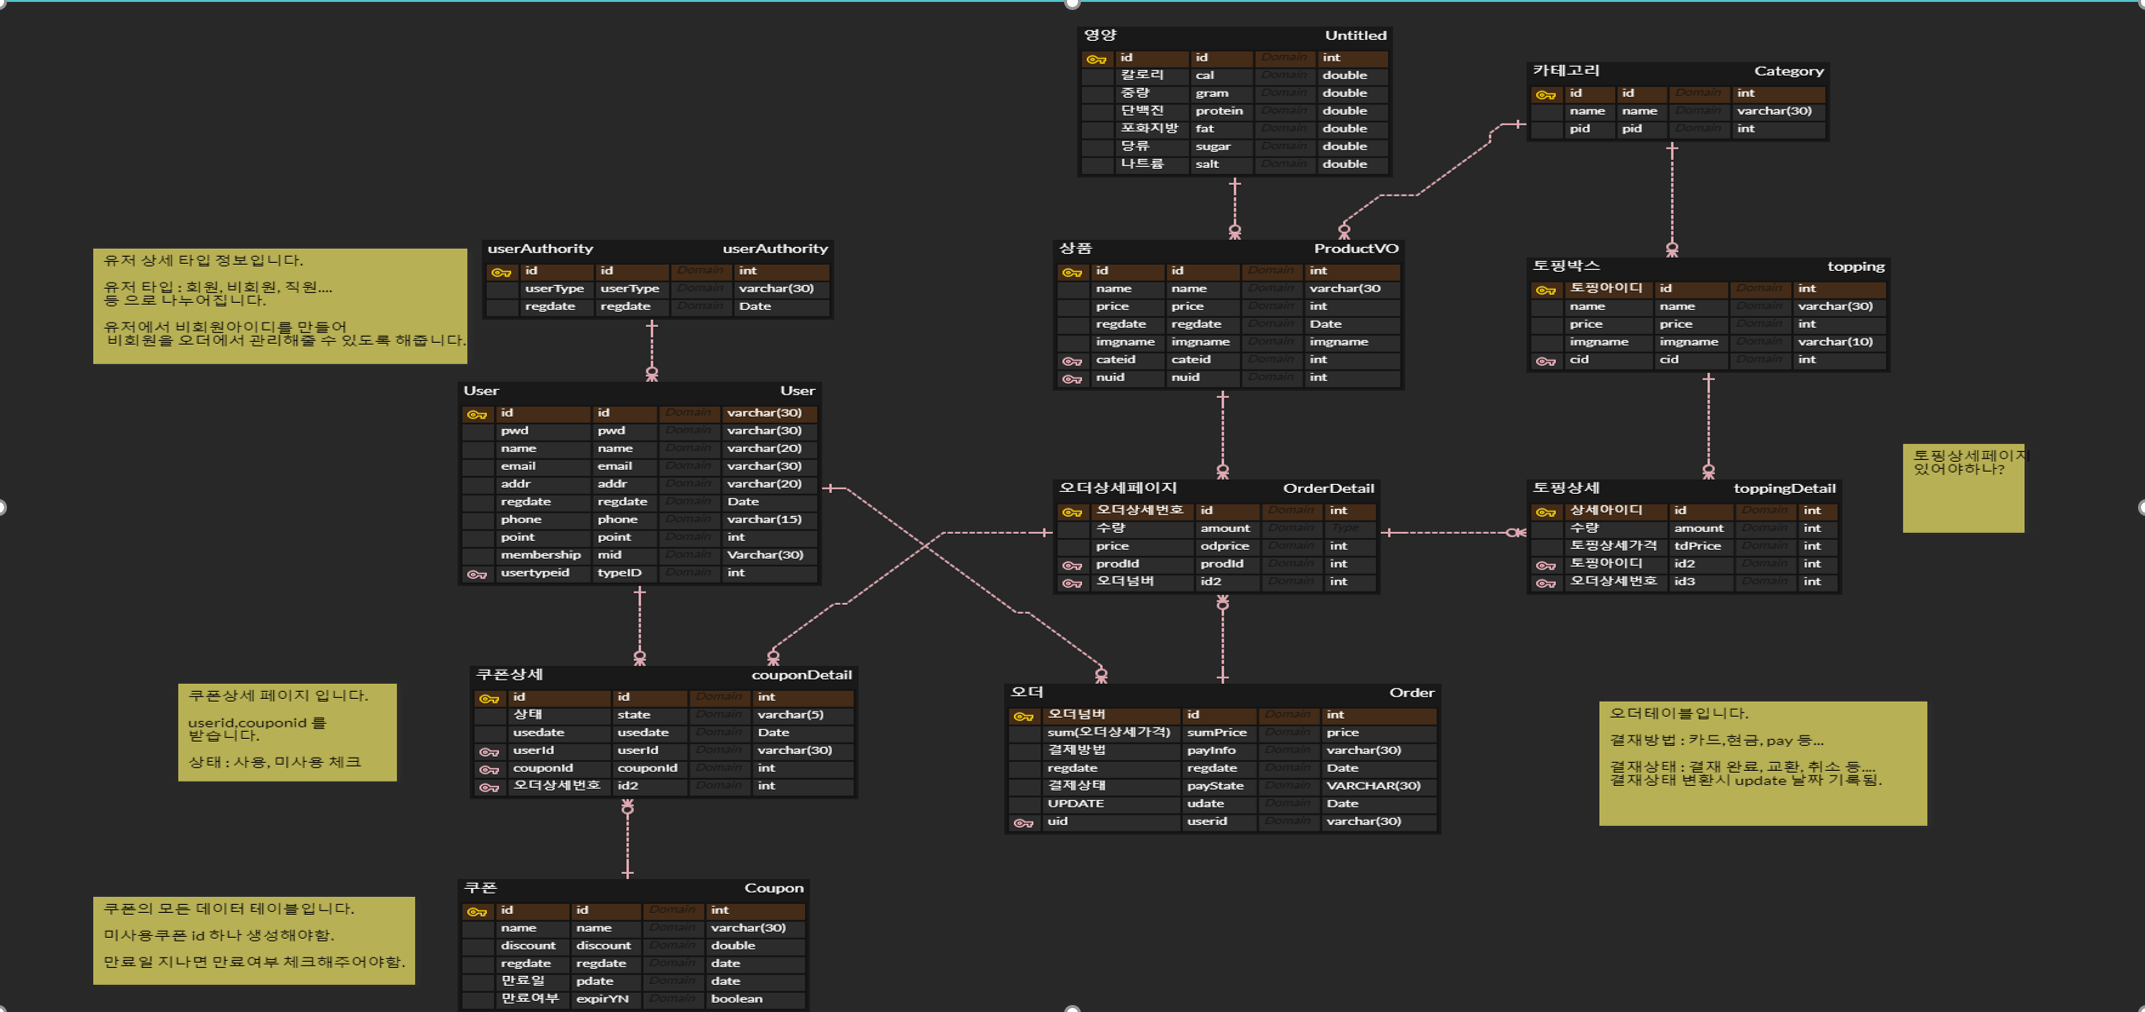 영양 Untitled
id id Domain int
칼로리 cal Domain double
중량 gram Domain double
단백진 protein Domain double
포화지방 fat Domain double
당류 sugar Domain double
나트륨 salt Domain double
카테고리 Category
id id Domain int
name name Domain varchar(30)
pid pid Domain int
유저 상세 타입 정보입니다.
유저 타입 : 회원, 비회원, 직원....
등 으로 나누어집니다.
유저에서 비회원아이디를 만들어
비회원을 오더에서 관리해줄 수 있도록 해줍니다.
userAuthority userAuthority
id id Domain int
userType userType Domain varchar(30)
regdate regdate Domain Date
상품 ProductVO
id id Domain int
name name Domain varchar(30
price price Domain int
regdate regdate Domain Date
imgname imgname Domain imgname
cateid cateid Domain int
nuid nuid Domain int
토핑박스 topping
토핑아이디 id Domain int
name name Domain varchar(30)
price price Domain int
imgname imgname Domain varchar(10)
cid cid Domain int
User User
id id Domain varchar(30)
pwd pwd Domain varchar(30)
name name Domain varchar(20)
email email Domain varchar(30)
addr addr Domain varchar(20)
regdate regdate Domain Date
phone phone Domain varchar(15)
point point Domain int
membership mid Domain Varchar(30)
usertypeid typeID Domain int
오더상세페이지 OrderDetail
오더상세번호 id Domain int
수량 amount Domain Type
price odprice Domain int
prodId prodId Domain int
오더넘버 id2 Domain int
토핑상세 toppingDetail
상세아이디 id Domain int
수량 amount Domain int
토핑상세가격 tdPrice Domain int
토핑아이디 id2 Domain int
오더상세번호 id3 Domain int
토핑상세페이지
있어야하나?
쿠폰상세 페이지 입니다.
userid,couponid 를
받습니다.
상태 : 사용, 미사용 체크
쿠폰상세 couponDetail
id id Domain int
상태 state Domain varchar(5)
usedate usedate Domain Date
userId userId Domain varchar(30)
couponId couponId Domain int
오더상세번호 id2 Domain int
오더 Order
오더넘버 id Domain int
sum(오더상세가격) sumPrice Domain price
결제방법 payInfo Domain varchar(30)
regdate regdate Domain Date
결제상태 payState Domain VARCHAR(30)
UPDATE udate Domain Date
uid userid Domain varchar(30)
오더테이블입니다.
결재방법 : 카드,현금, pay 등...
결재상태 : 결재 완료, 교환, 취소 등....
결재상태 변환시 update 날짜 기록됨.
쿠폰의 모든 데이터 테이블입니다.
미사용쿠폰 id 하나 생성해야함.
만료일 지나면 만료여부 체크해주어야함.
쿠폰 Coupon
id id Domain int
name name Domain varchar(30)
discount discount Domain double
regdate regdate Domain date
만료일 pdate Domain date
만료여부 expirYN Domain boolean